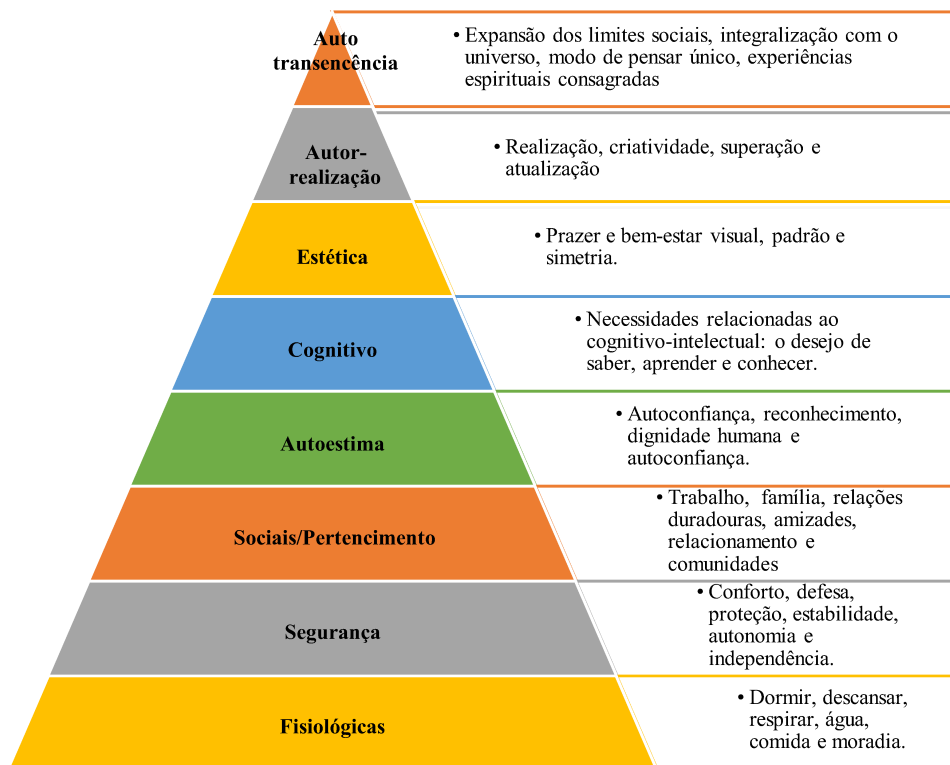 Auto
transencência
• Expansão dos limites sociais, integralização com o
universo, modo de pensar único, experiências
espirituais consagradas
Autor-
realização
• Realização, criatividade, superação e
atualização
Estética
• Prazer e bem-estar visual, padrão e
simetria.
Cognitivo
• Necessidades relacionadas ao
cognitivo-intelectual: o desejo de
saber, aprender e conhecer.
Autoestima
• Autoconfiança, reconhecimento,
dignidade humana e
autoconfiança.
Sociais/Pertencimento
• Trabalho, família, relações
duradouras, amizades,
relacionamento e
comunidades
Segurança
• Conforto, defesa,
proteção, estabilidade,
autonomia e
independência.
Fisiológicas
• Dormir, descansar,
respirar, água,
comida e moradia.